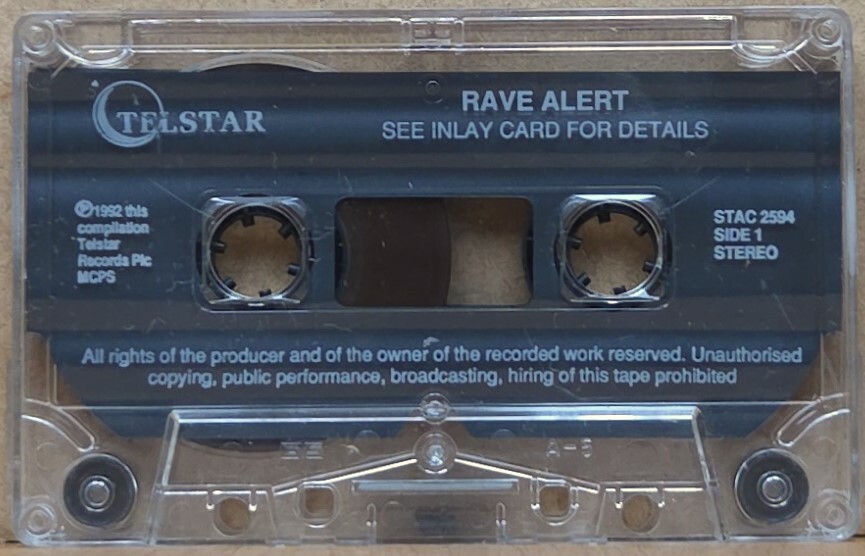 TELSTAR
RAVE ALERT
SEE INLAY CARD FOR DETAILS
℗1992 this
compilation
Telstar
Records Plc
MCPS
STAC 2594
SIDE 1
STEREO
All rights of the producer and of the owner of the recorded work reserved. Unauthorised
copying, public performance, broadcasting, hiring of this tape prohibited